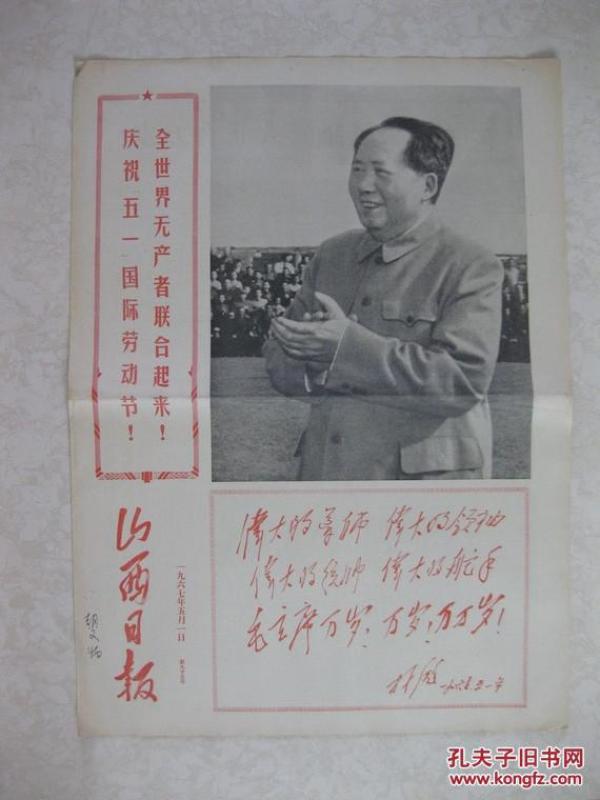 全世界无产者联合起来！
庆祝“五一”国际劳动节！
山西日报
一九六七年五月一日
伟大的导师 伟大的领袖
伟大的统帅 伟大的舵手
毛主席万岁！万岁！万万岁！
林彪
孔夫子旧书网
www.kongfz.com